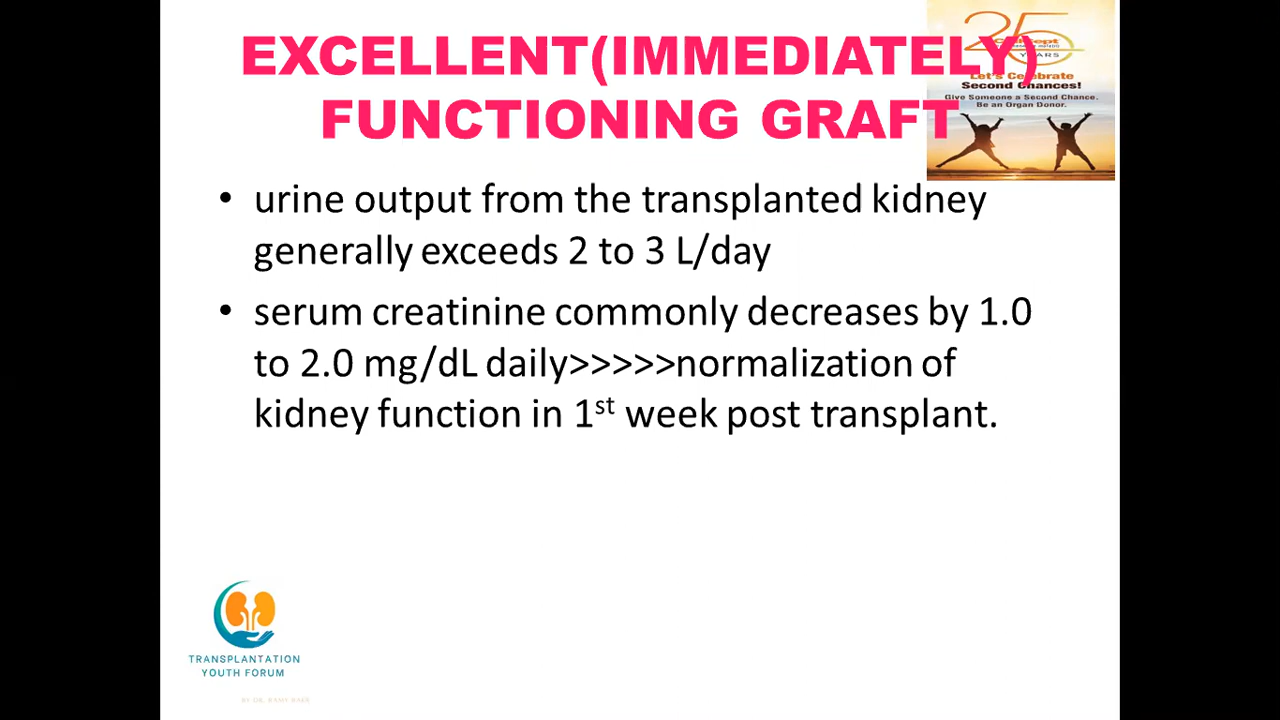 EXCELLENT(IMMEDIATELY)
FUNCTIONING GRAFT
25
YEARS
Let's Celebrate
Second Chances!
Give Someone a Second Chance.
Be an Organ Donor.
• urine output from the transplanted kidney
generally exceeds 2 to 3 L/day
• serum creatinine commonly decreases by 1.0
to 2.0 mg/dL daily>>>>>normalization of
kidney function in 1st week post transplant.
TRANSPLANTATION
YOUTH FORUM